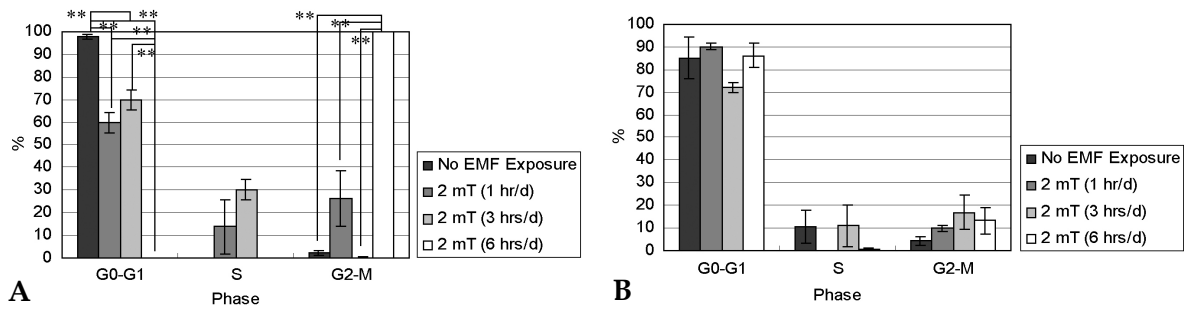 ** **
** **
** **
** **
100
90
80
70
60
50
40
30
20
10
0
%
G0-G1 S G2-M
Phase
No EMF Exposure
2 mT (1 hr/d)
2 mT (3 hrs/d)
2 mT (6 hrs/d)
A
100
90
80
70
60
50
40
30
20
10
0
%
G0-G1 S G2-M
Phase
No EMF Exposure
2 mT (1 hr/d)
2 mT (3 hrs/d)
2 mT (6 hrs/d)
B